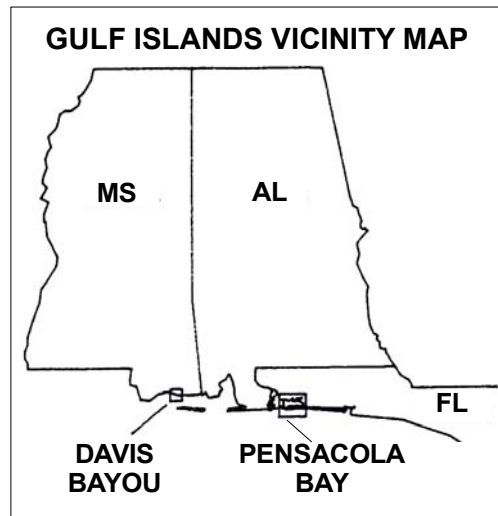 GULF ISLANDS VICINITY MAP
MS
AL
FL
DAVIS
BAYOU
PENSACOLA
BAY